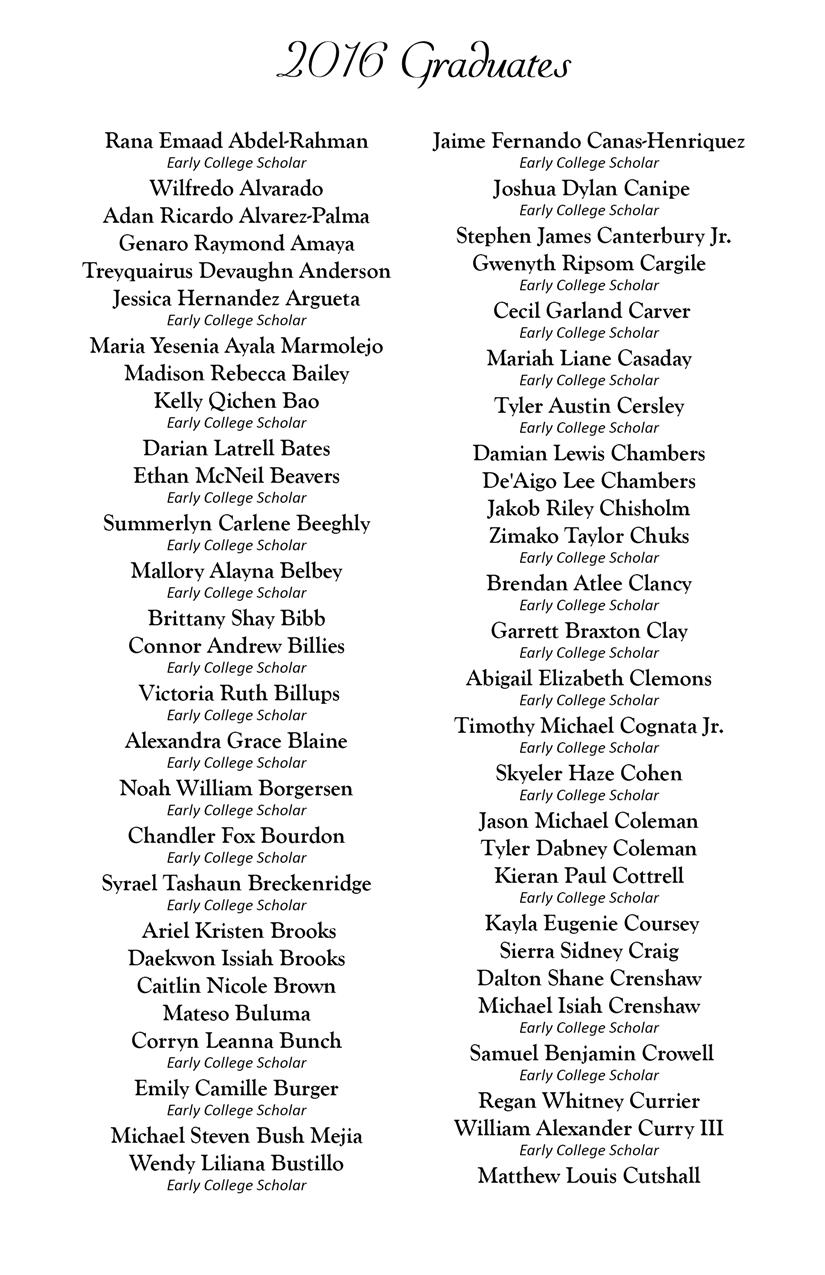 2016 Graduates
Rana Emaad Abdel-Rahman
Early College Scholar
Wilfredo Alvarado
Adan Ricardo Alvarez-Palma
Genaro Raymond Amaya
Treyquairus Devaughn Anderson
Jessica Hernandez Argueta
Early College Scholar
Maria Yesenia Ayala Marmolejo
Madison Rebecca Bailey
Kelly Qichen Bao
Early College Scholar
Darian Latrell Bates
Ethan McNeil Beavers
Early College Scholar
Summerlyn Carlene Beeghly
Early College Scholar
Mallory Alayna Belbey
Early College Scholar
Brittany Shay Bibb
Connor Andrew Billies
Early College Scholar
Victoria Ruth Billups
Early College Scholar
Alexandra Grace Blaine
Early College Scholar
Noah William Borgersen
Early College Scholar
Chandler Fox Bourdon
Early College Scholar
Syrael Tashaun Breckenridge
Early College Scholar
Ariel Kristen Brooks
Daekwon Issiah Brooks
Caitlin Nicole Brown
Mateso Buluma
Corryn Leanna Bunch
Early College Scholar
Emily Camille Burger
Early College Scholar
Michael Steven Bush Mejia
Wendy Liliana Bustillo
Early College Scholar
Jaime Fernando Canas-Henriquez
Early College Scholar
Joshua Dylan Canipe
Early College Scholar
Stephen James Canterbury Jr.
Gwenyth Ripsom Cargile
Early College Scholar
Cecil Garland Carver
Early College Scholar
Mariah Liane Casaday
Early College Scholar
Tyler Austin Cersley
Early College Scholar
Damian Lewis Chambers
De'Aigo Lee Chambers
Jakob Riley Chisholm
Zimako Taylor Chuks
Early College Scholar
Brendan Atlee Clancy
Early College Scholar
Garrett Braxton Clay
Early College Scholar
Abigail Elizabeth Clemons
Early College Scholar
Timothy Michael Cognata Jr.
Early College Scholar
Skyeler Haze Cohen
Early College Scholar
Jason Michael Coleman
Tyler Dabney Coleman
Kieran Paul Cottrell
Early College Scholar
Kayla Eugenie Coursey
Sierra Sidney Craig
Dalton Shane Crenshaw
Michael Isiah Crenshaw
Early College Scholar
Samuel Benjamin Crowell
Early College Scholar
Regan Whitney Currier
William Alexander Curry III
Early College Scholar
Matthew Louis Cutshall